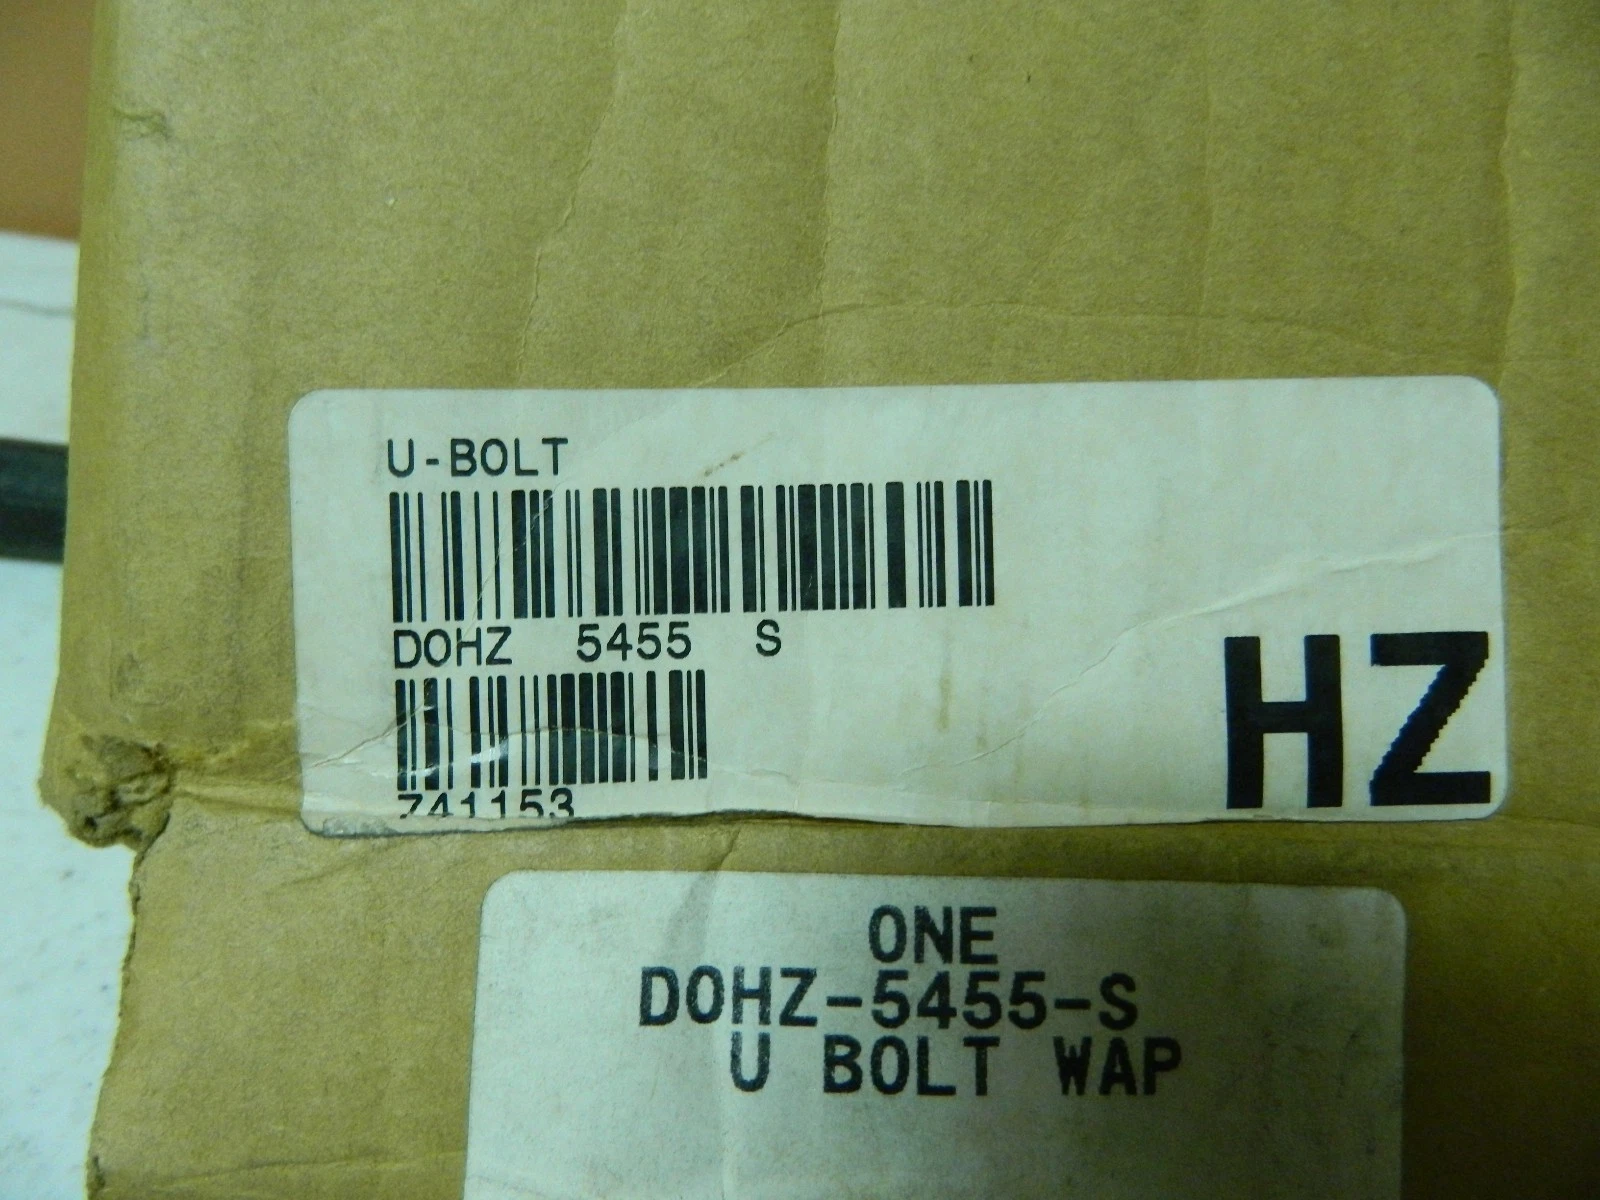 U-BOLT
DOHZ 5455 S
HZ
741153
ONE
DOHZ-5455-S
U BOLT WAP